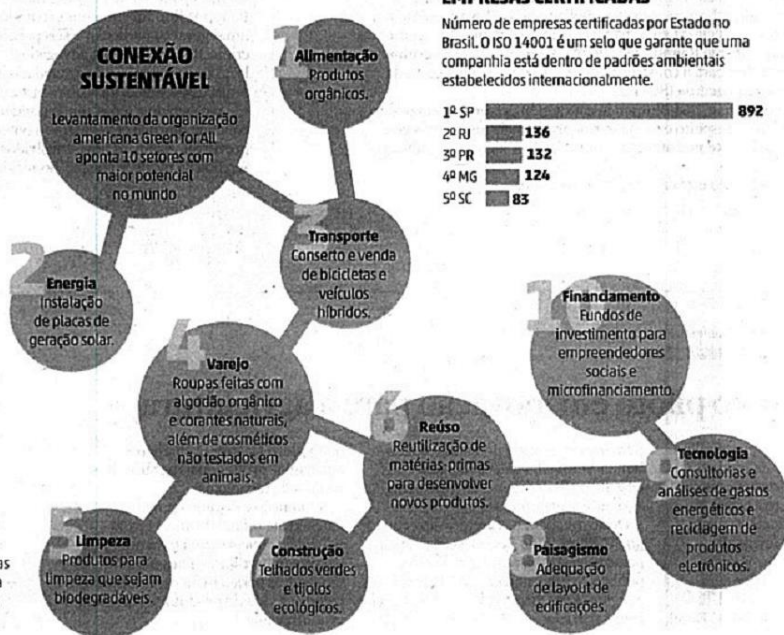 CONEXÃO
SUSTENTÁVEL
Levantamento da organização
americana Green for All
aponta 10 setores com
maior potencial
no mundo
1
Alimentação
Produtos
orgânicos.
EMPRESAS CERTIFICADAS
Número de empresas certificadas por Estado no
Brasil. O ISO 14001 é um selo que garante que uma
companhia está dentro de padrões ambientais
estabelecidos internacionalmente.
1º SP 892
2º RJ 136
3º PR 132
4º MG 124
5º SC 83
2
Energia
Instalação
de placas de
geração solar.
3
Transporte
Conserto e venda
de bicicletas e
veículos
híbridos.
4
Varejo
Roupas feitas com
algodão orgânico
e corantes naturais,
além de cosméticos
não testados em
animais.
5
Limpeza
Produtos para
limpeza que sejam
biodegradáveis.
6
Reúso
Reutilização de
matérias-primas
para desenvolver
novos produtos.
7
Construção
Telhados verdes
e tijolos
ecológicos.
8
Paisagismo
Adequação
de layout de
edificações.
9
Tecnologia
Consultorias e
análises de gastos
energéticos e
reciclagem de
produtos
eletrônicos.
10
Financiamento
Fundos de
investimento para
empreendedores
sociais e
microfinanciamento.